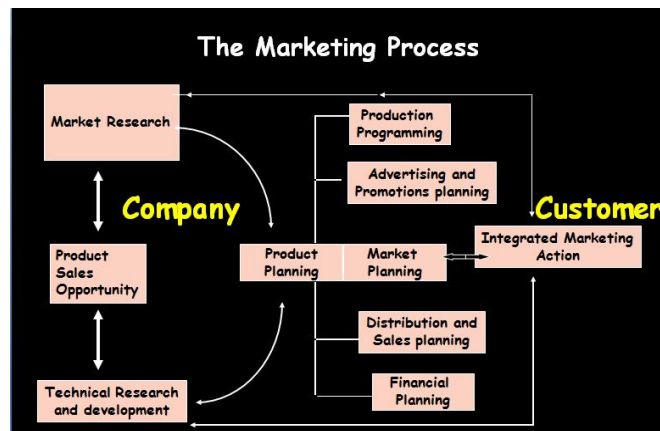 The Marketing Process
Market Research
Production
Programming
Advertising and
Promotions planning
Company
Customer
Product
Sales
Opportunity
Product
Planning
Market
Planning
Integrated Marketing
Action
Distribution and
Sales planning
Technical Research
and development
Financial
Planning